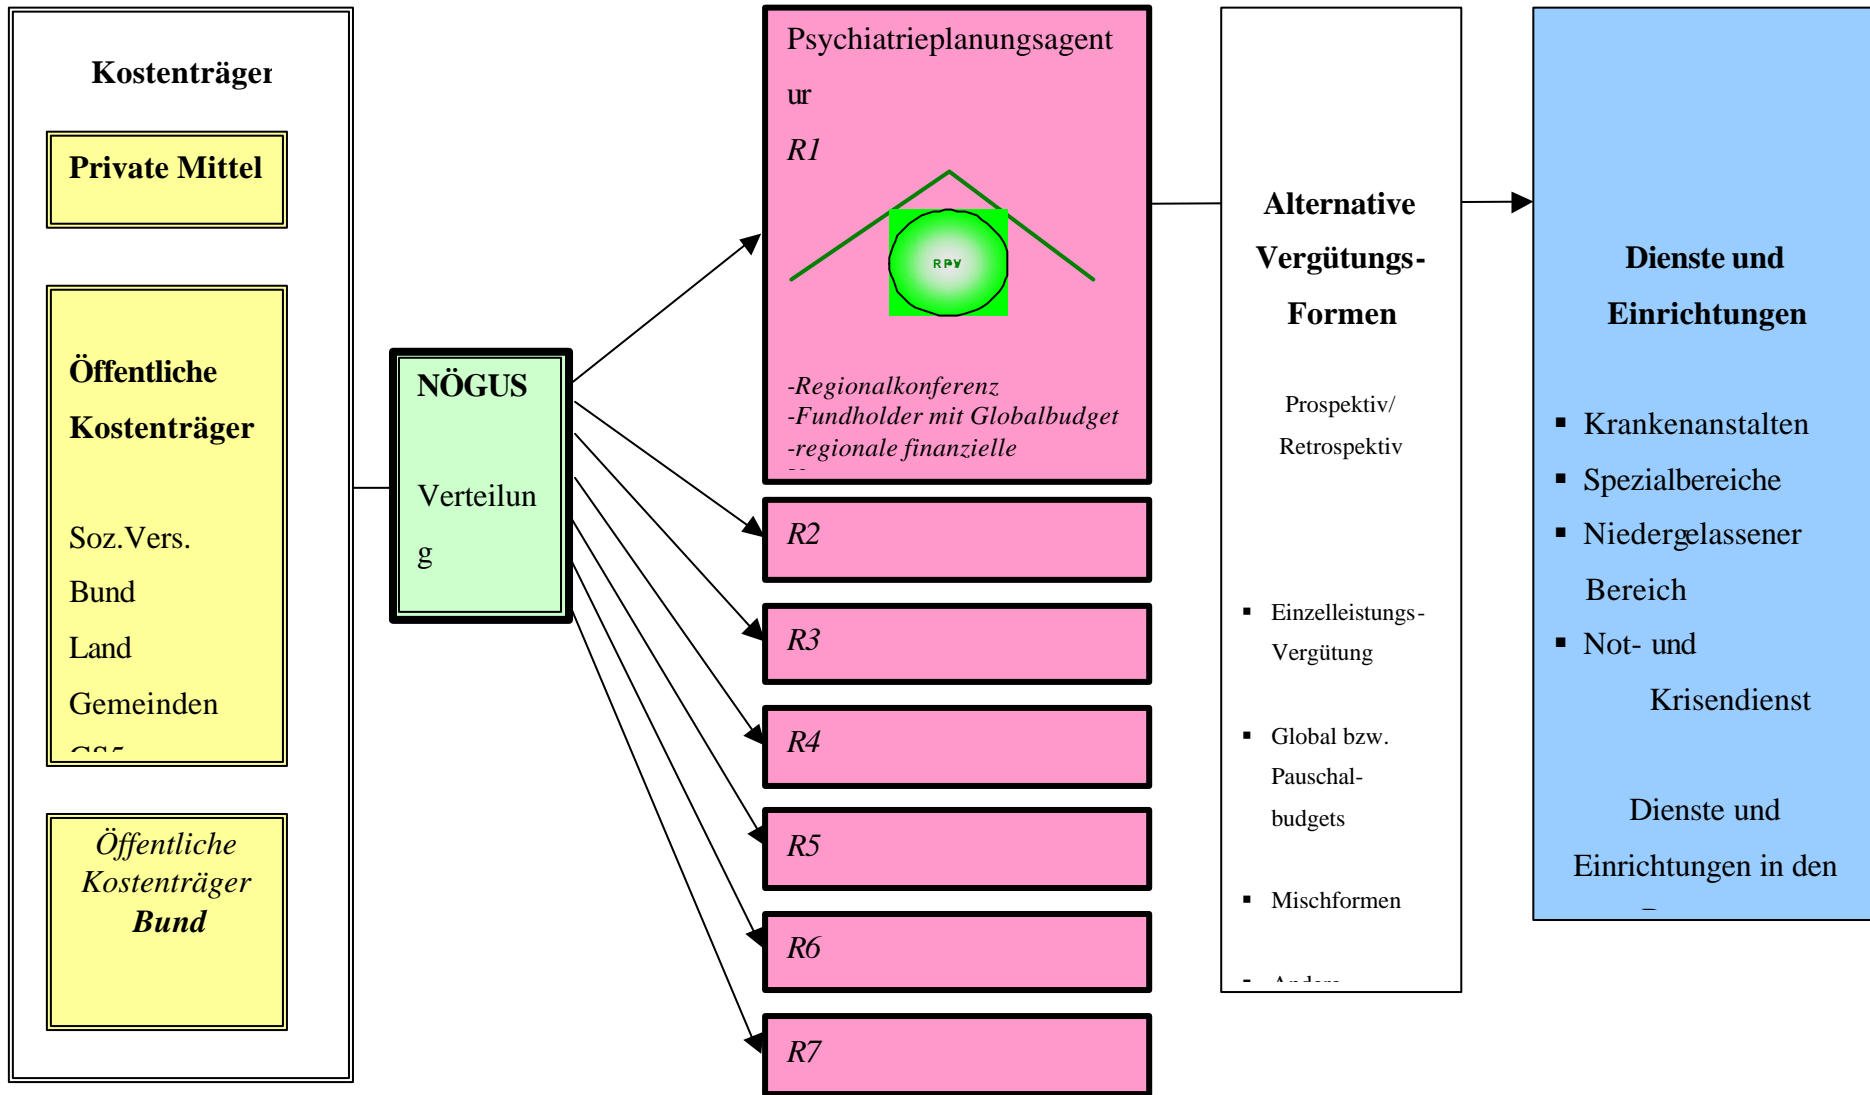 Kostenträger
Private Mittel
Öffentliche
Kostenträger
Soz.Vers.
Bund
Land
Gemeinden
Öffentliche
Kostenträger
Bund
NÖGUS
Verteilun
g
Psychiatrieplanungsagent
ur
R1
-Regionalkonferenz
-Fundholder mit Globalbudget
-regionale finanzielle
R2
R3
R4
R5
R6
R7
Alternative
Vergütungs-
Formen
Prospektiv/
Retrospektiv
▪ Einzelleistungs-
Vergütung
▪ Global bzw.
Pauschal-
budgets
▪ Mischformen
Dienste und
Einrichtungen
▪ Krankenanstalten
▪ Spezialbereiche
▪ Niedergelassener
Bereich
▪ Not- und
Krisendienst
Dienste und
Einrichtungen in den